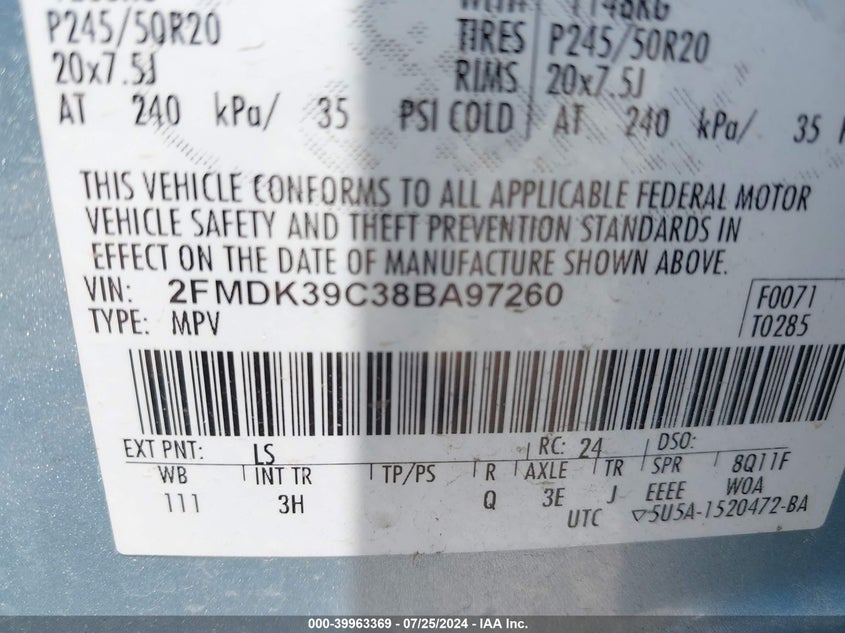 P245/50R20 TIRES P245/50R20
20x7.5J RIMS 20x7.5J
AT 240 kPa/ 35 PSI COLD AT 240 kPa/ 35
THIS VEHICLE CONFORMS TO ALL APPLICABLE FEDERAL MOTOR
VEHICLE SAFETY AND THEFT PREVENTION STANDARDS IN
EFFECT ON THE DATE OF MANUFACTURE SHOWN ABOVE.
VIN: 2FMDK39C38BA97260 F0071
TYPE: MPV T0285
EXT PNT: LS RC: 24 DSO:
WB INT TR TP/PS R AXLE TR SPR 8Q11F
111 3H Q 3E J EEEE WOA
UTC ▽5U5A-1520472-BA
000-39963369 - 07/25/2024 - IAA Inc.